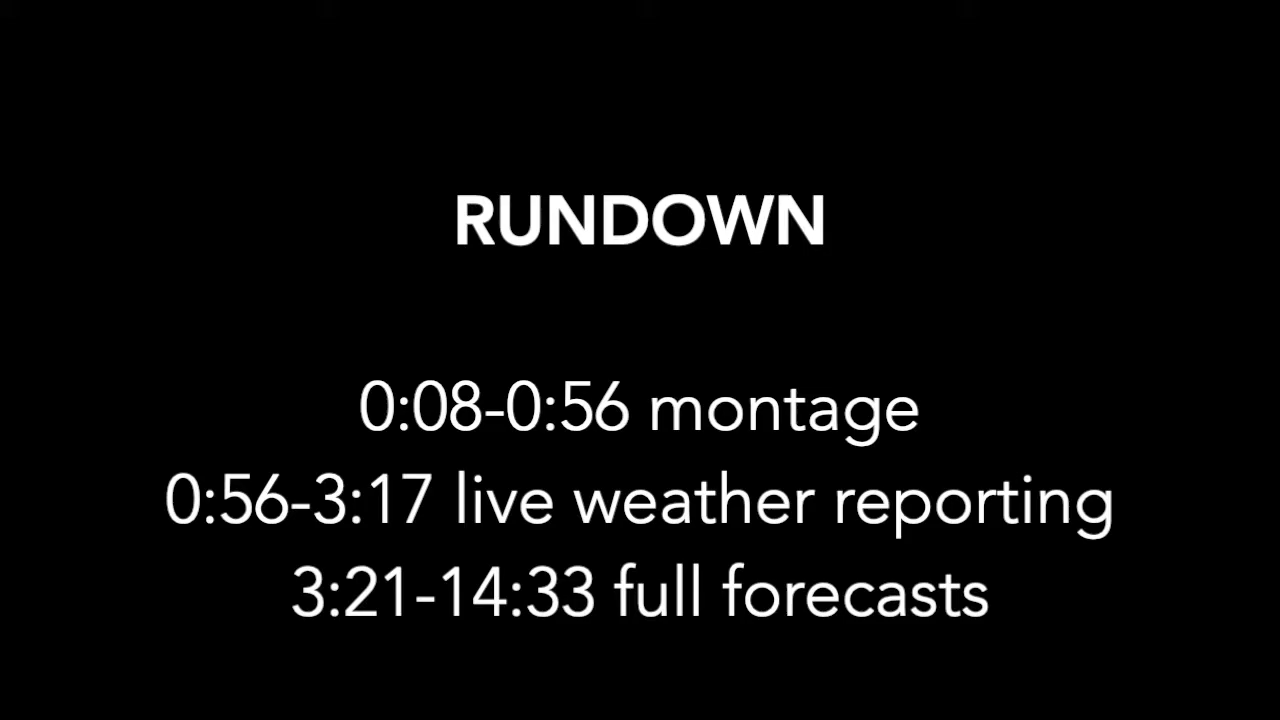 RUNDOWN
0:08-0:56 montage
0:56-3:17 live weather reporting
3:21-14:33 full forecasts